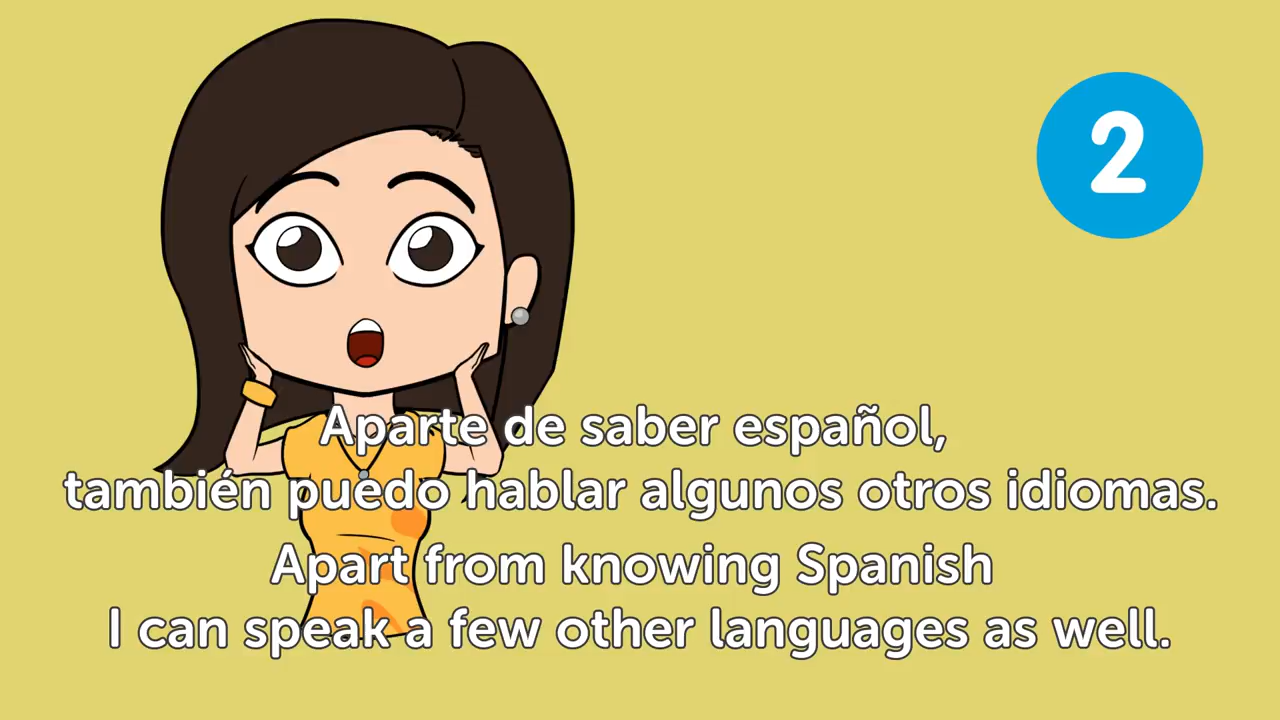 2
Aparte de saber español,
también puedo hablar algunos otros idiomas.
Apart from knowing Spanish
I can speak a few other languages as well.